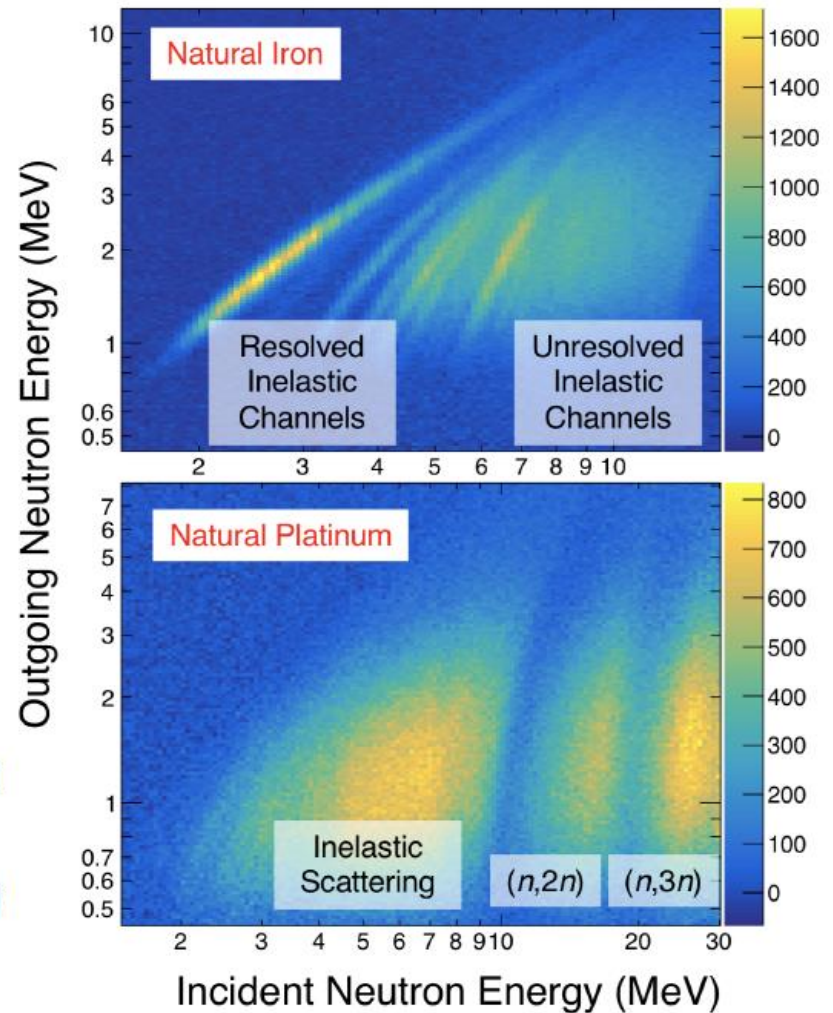 Natural Iron
10
6
5
4
3
2
1
0.6
0.5
Resolved
Inelastic
Channels
Unresolved
Inelastic
Channels
2 3 4 5 6 7 8 9 10
1600
1400
1200
1000
800
600
400
200
0
Outgoing Neutron Energy (MeV)
Natural Platinum
7
6
5
4
3
2
1
0.7
0.6
0.5
Inelastic
Scattering
(n,2n)
(n,3n)
2 3 4 5 6 7 8 9 10 20 30
800
700
600
500
400
300
200
100
0
Incident Neutron Energy (MeV)